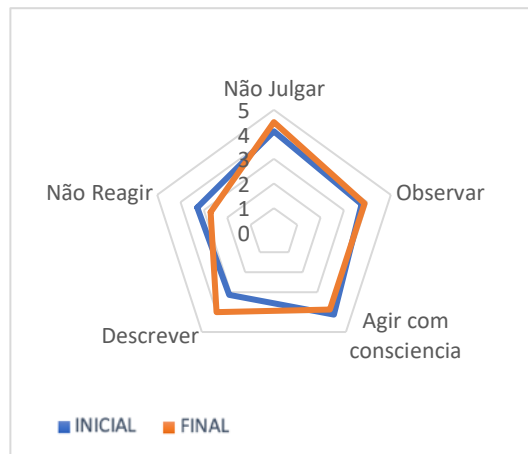 Não Julgar
5
4
3
2
1
0
Não Reagir
Observar
Descrever
Agir com
consciencia
INICIAL
FINAL